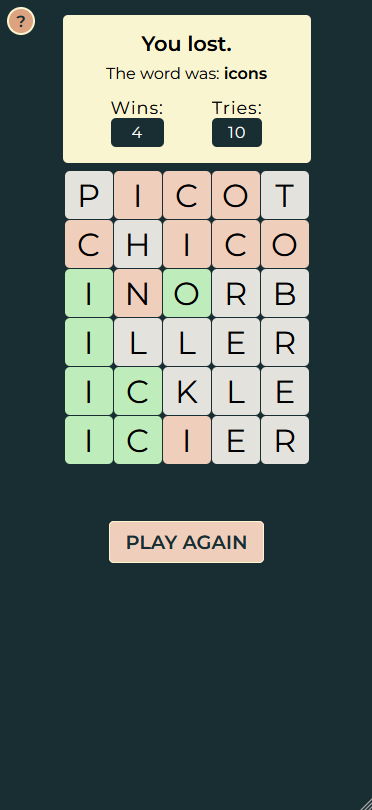 ?
You lost.
The word was: icons
Wins: Tries:
4 10
P I C O T
C H I C O
I N O R B
I L L E R
I C K L E
I C I E R
PLAY AGAIN